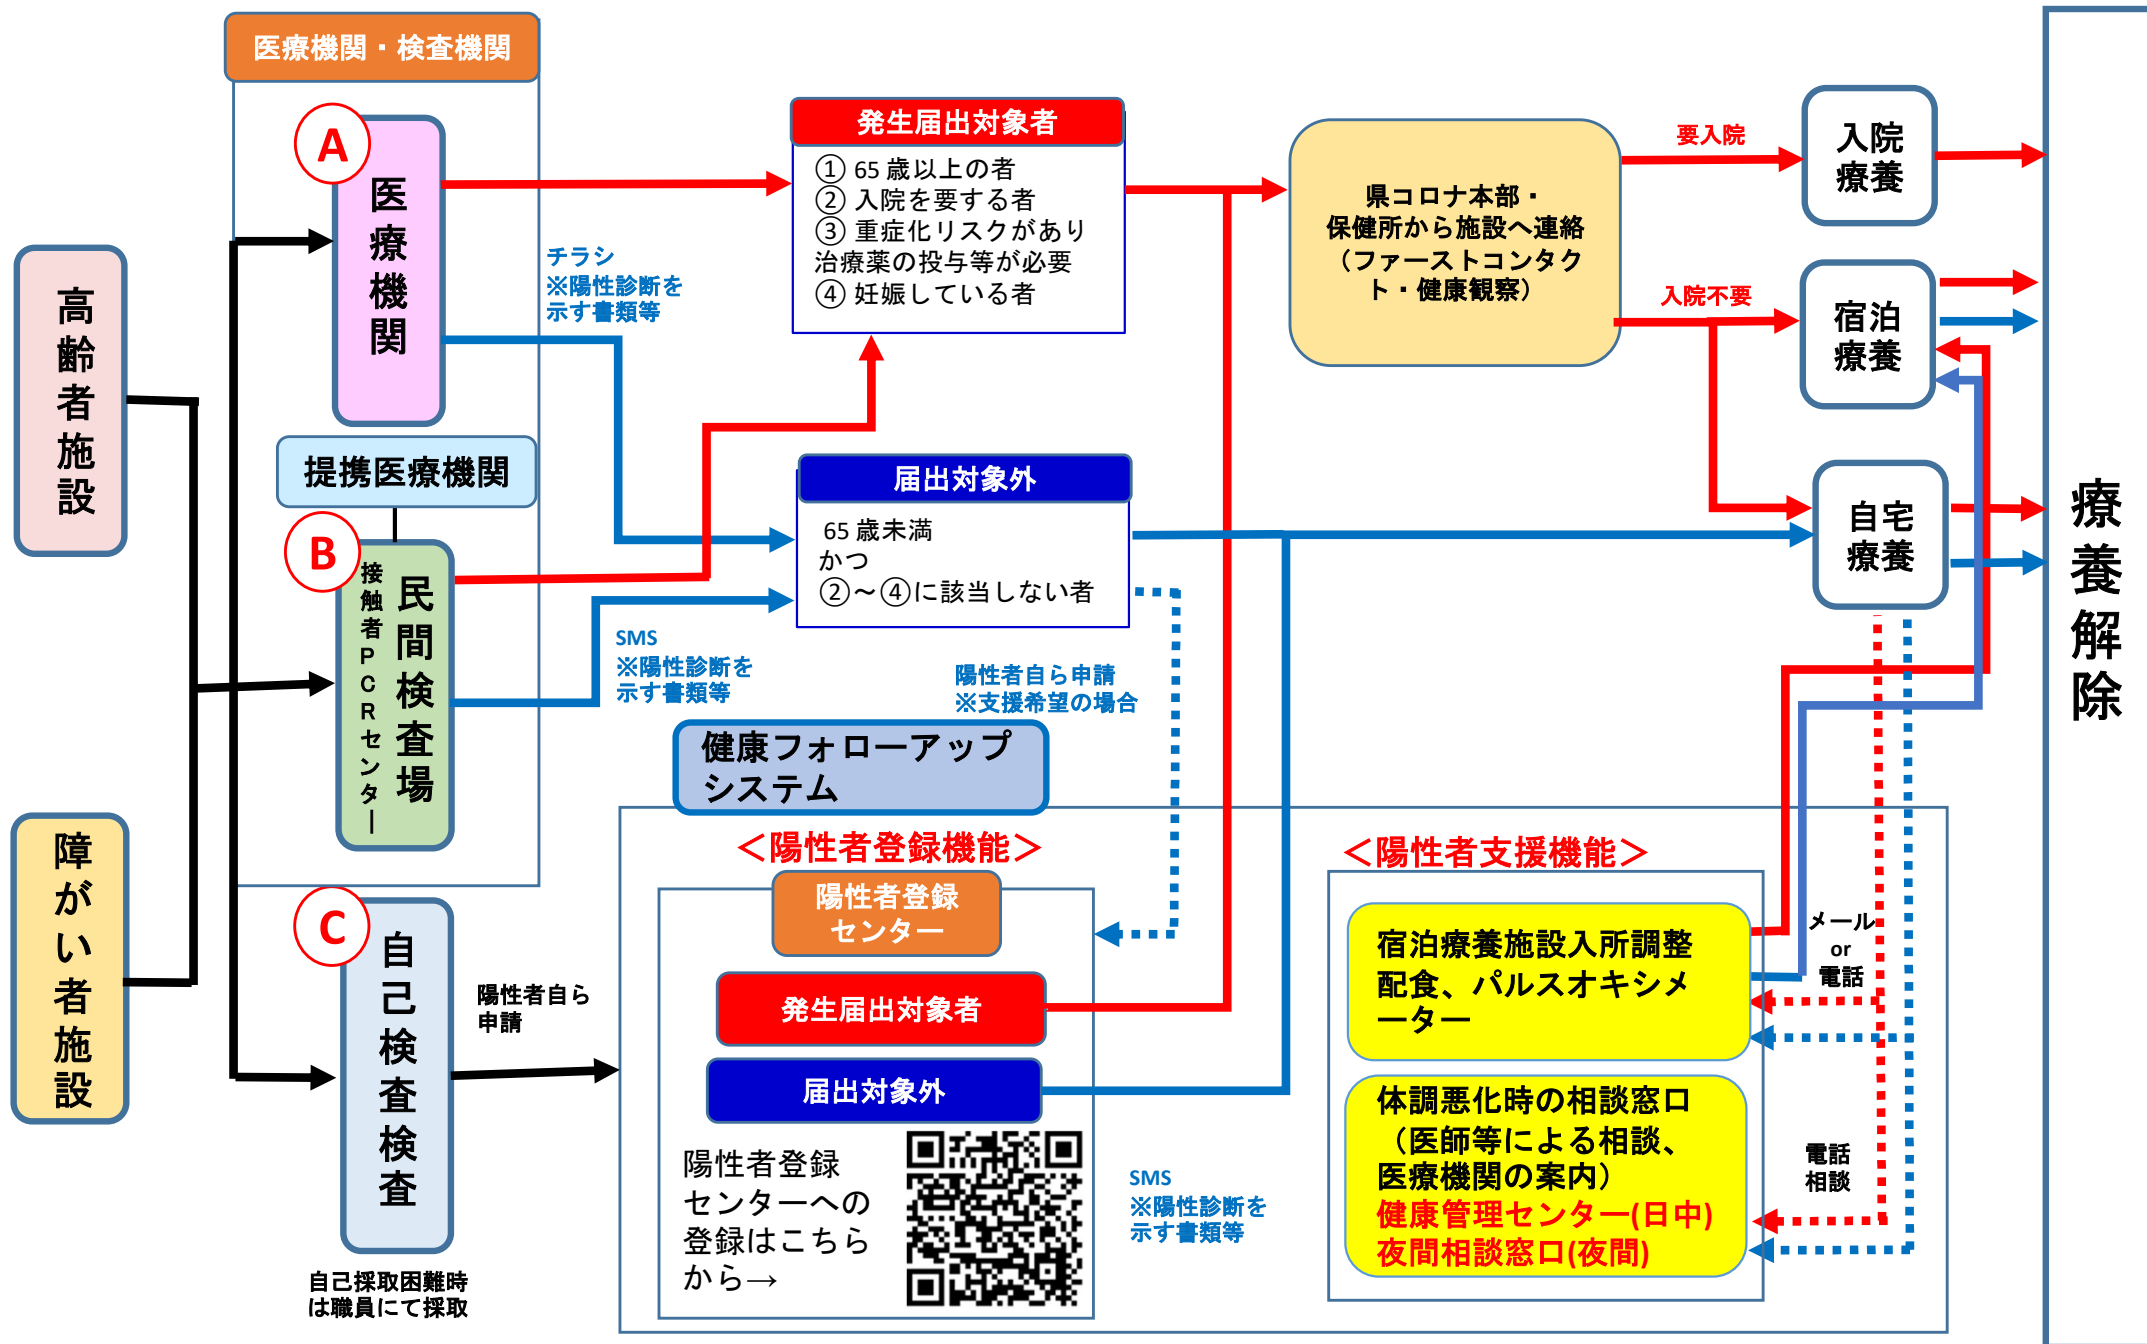 医療機関・検査機関
A
医療機関
提携医療機関
B
接触者PCRセンター
民間検査場
高齢者施設
障がい者施設
C
自己検査検査
自己採取困難時
は職員にて採取
陽性者自ら
申請
チラシ
※陽性診断を
示す書類等
SMS
※陽性診断を
示す書類等
発生届出対象者
① 65 歳以上の者
② 入院を要する者
③ 重症化リスクがあり
治療薬の投与等が必要
④ 妊娠している者
届出対象外
65 歳未満
かつ
②~④に該当しない者
陽性者自ら申請
※支援希望の場合
県コロナ本部・
保健所から施設へ連絡
(ファーストコンタク
ト・健康観察)
要入院
入院不要
入院
療養
宿泊
療養
自宅
療養
療養解除
健康フォローアップ
システム
<陽性者登録機能>
陽性者登録
センター
発生届出対象者
届出対象外
陽性者登録
センターへの
登録はこちら
から→
SMS
※陽性診断を
示す書類等
<陽性者支援機能>
宿泊療養施設入所調整
配食、パルスオキシメ
ーター
体調悪化時の相談窓口
(医師等による相談、
医療機関の案内)
健康管理センター(日中)
夜間相談窓口(夜間)
メール
or
電話
電話
相談